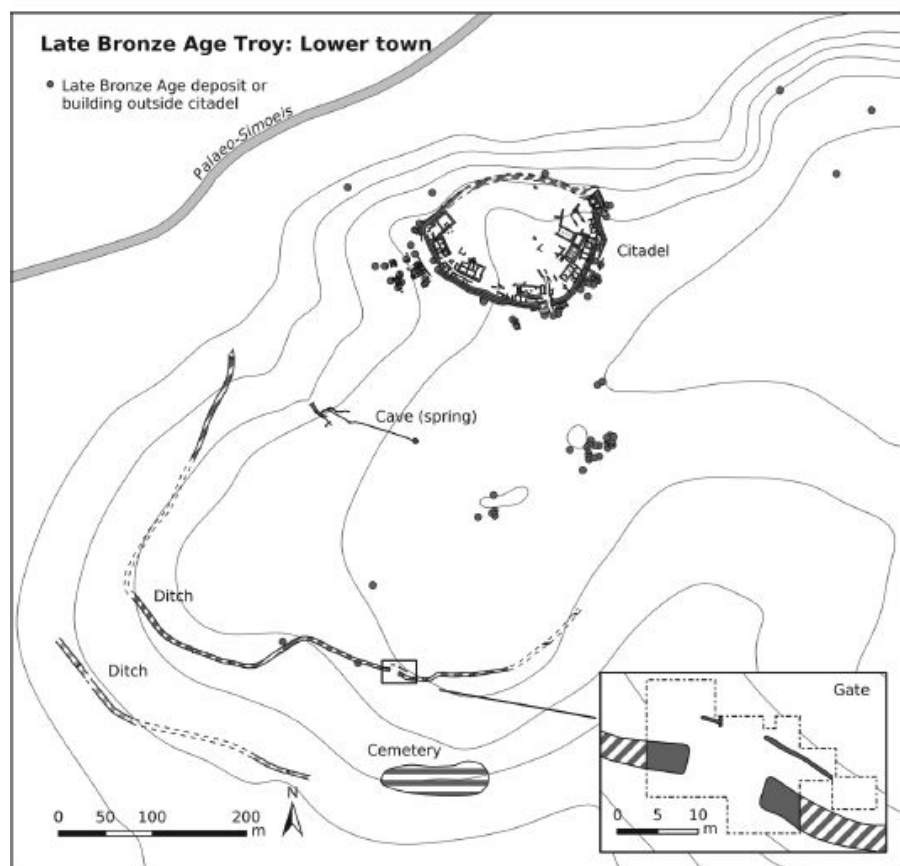 Late Bronze Age Troy: Lower town
Late Bronze Age deposit or
building outside citadel
Palaeo-Simoeis
Citadel
Cave (spring)
Ditch
Ditch
Gate
Cemetery
N
0 50 100 200
m
0 5 10
m